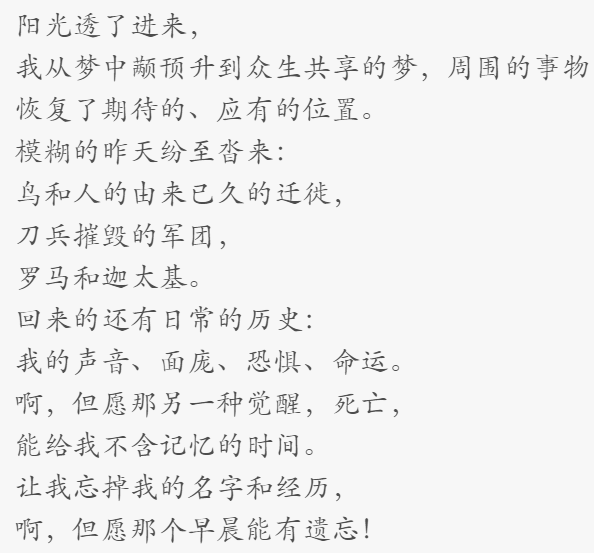 阳光透了进来，
我从梦中颟顸升到众生共享的梦，周围的事物
恢复了期待的、应有的位置。
模糊的昨天纷至沓来：
鸟和人的由来已久的迁徙，
刀兵摧毁的军团，
罗马和迦太基。
回来的还有日常的历史：
我的声音、面庞、恐惧、命运。
啊，但愿那另一种觉醒，死亡，
能给我不含记忆的时间。
让我忘掉我的名字和经历，
啊，但愿那个早晨能有遗忘！